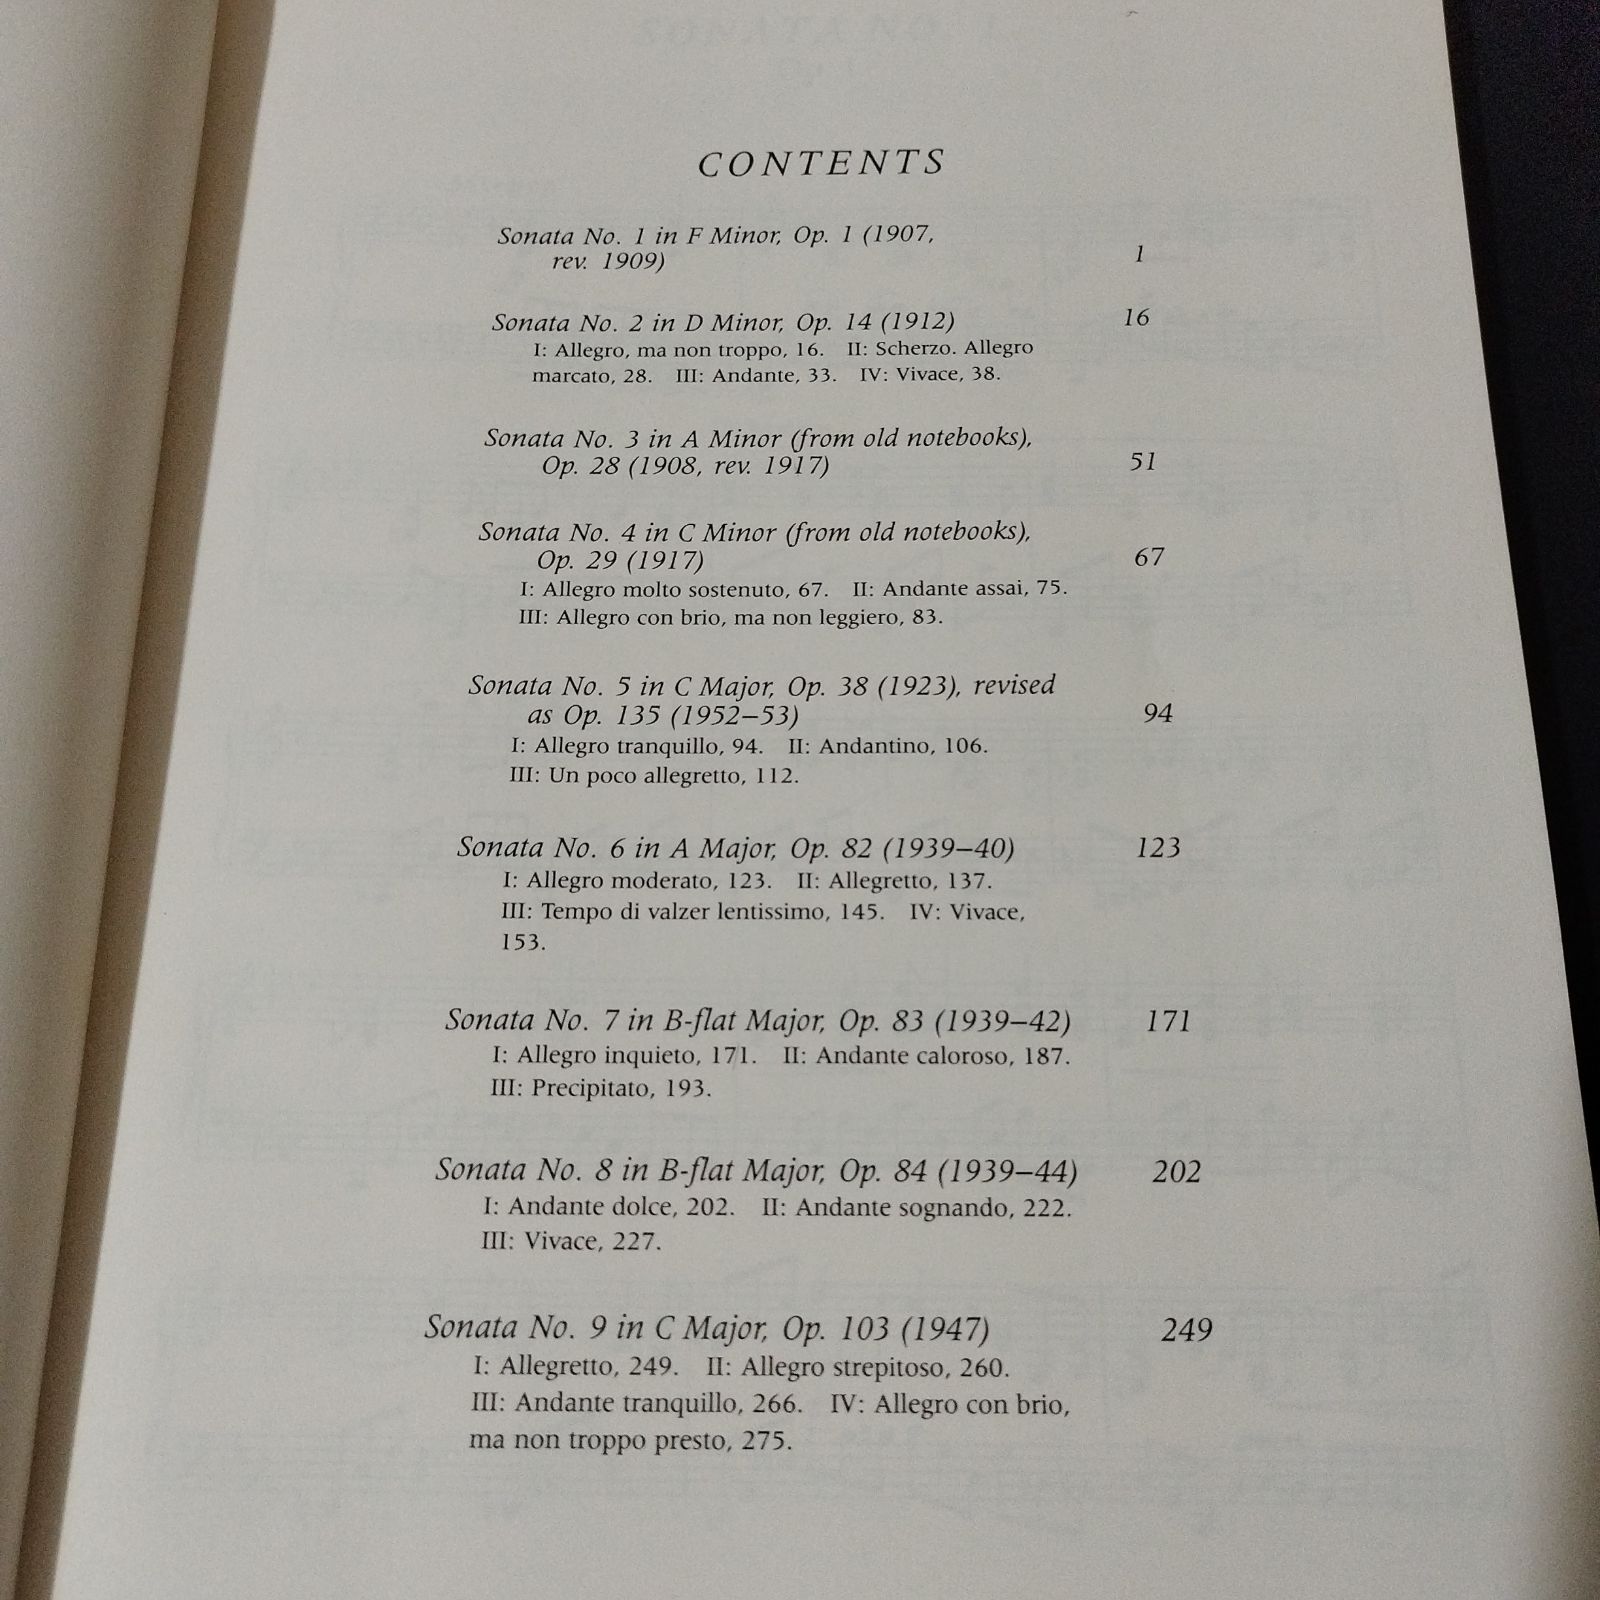 CONTENTS
Sonata No. 1 in F Minor, Op. 1 (1907,
rev. 1909) 1
Sonata No. 2 in D Minor, Op. 14 (1912) 16
I: Allegro, ma non troppo, 16. II: Scherzo. Allegro
marcato, 28. III: Andante, 33. IV: Vivace, 38.
Sonata No. 3 in A Minor (from old notebooks),
Op. 28 (1908, rev. 1917) 51
Sonata No. 4 in C Minor (from old notebooks),
Op. 29 (1917) 67
I: Allegro molto sostenuto, 67. II: Andante assai, 75.
III: Allegro con brio, ma non leggiero, 83.
Sonata No. 5 in C Major, Op. 38 (1923), revised
as Op. 135 (1952–53) 94
I: Allegro tranquillo, 94. II: Andantino, 106.
III: Un poco allegretto, 112.
Sonata No. 6 in A Major, Op. 82 (1939–40) 123
I: Allegro moderato, 123. II: Allegretto, 137.
III: Tempo di valzer lentissimo, 145. IV: Vivace,
153.
Sonata No. 7 in B-flat Major, Op. 83 (1939–42) 171
I: Allegro inquieto, 171. II: Andante caloroso, 187.
III: Precipitato, 193.
Sonata No. 8 in B-flat Major, Op. 84 (1939–44) 202
I: Andante dolce, 202. II: Andante sognando, 222.
III: Vivace, 227.
Sonata No. 9 in C Major, Op. 103 (1947) 249
I: Allegretto, 249. II: Allegro strepitoso, 260.
III: Andante tranquillo, 266. IV: Allegro con brio,
ma non troppo presto, 275.